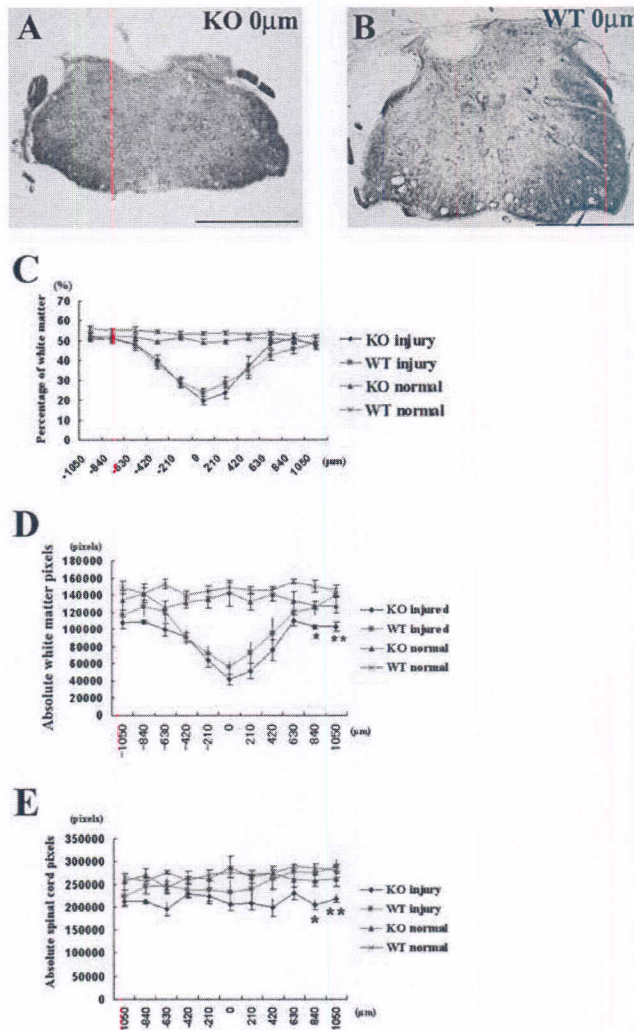 A
KO 0μm
B
WT 0μm
C
(%)
Percentage of white matter
70
60
50
40
30
20
10
0
-1050
-840
-630
-420
-210
0
210
420
630
840
1050
(μm)
KO injury
WT injury
KO normal
WT normal
D
(pixels)
Absolute white matter pixels
180000
160000
140000
120000
100000
80000
60000
40000
20000
0
-1050
-840
-630
-420
-210
0
210
420
630
840
1050
(μm)
*
**
KO injured
WT injured
KO normal
WT normal
E
(pixels)
Absolute spinal cord pixels
350000
300000
250000
200000
150000
100000
50000
0
1050
-840
-630
-420
-210
0
210
420
630
840
1050
(μm)
*
**
KO injury
WT injury
KO normal
WT normal